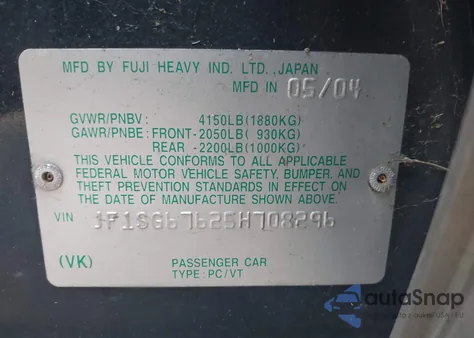 MFD BY FUJI HEAVY IND. LTD., JAPAN
MFD IN 05/04
GVWR/PNBV: 4150LB(1880KG)
GAWR/PNBE: FRONT-2050LB( 930KG)
REAR -2200LB(1000KG)
THIS VEHICLE CONFORMS TO ALL APPLICABLE
FEDERAL MOTOR VEHICLE SAFETY, BUMPER, AND
THEFT PREVENTION STANDARDS IN EFFECT ON
THE DATE OF MANUFACTURE SHOWN ABOVE
VIN JF1SG67625H708296
(VK) PASSENGER CAR
TYPE: PC/VT
autaSnap